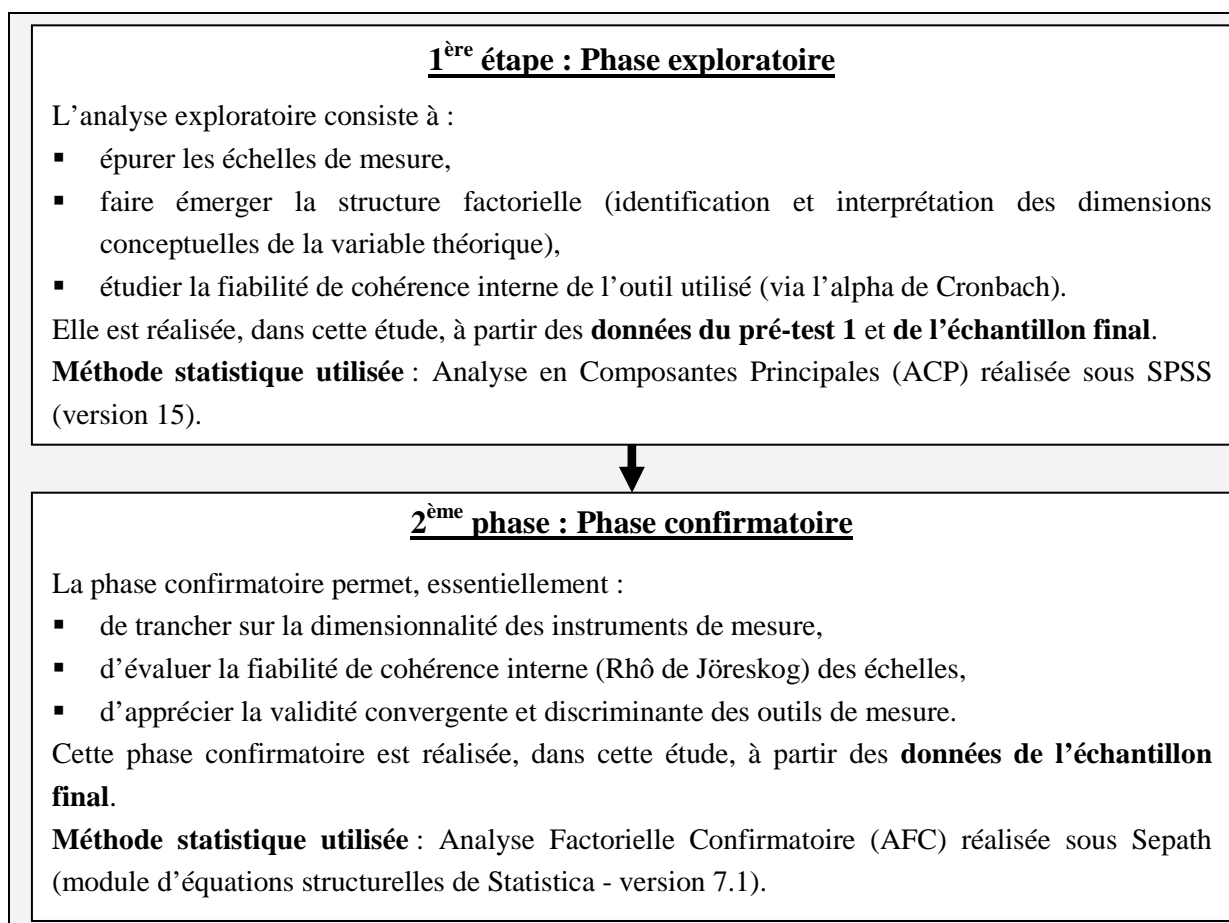 1ère étape : Phase exploratoire
L’analyse exploratoire consiste à :
▪ épurer les échelles de mesure,
▪ faire émerger la structure factorielle (identification et interprétation des dimensions
conceptuelles de la variable théorique),
▪ étudier la fiabilité de cohérence interne de l’outil utilisé (via l’alpha de Cronbach).
Elle est réalisée, dans cette étude, à partir des données du pré-test 1 et de l’échantillon final.
Méthode statistique utilisée : Analyse en Composantes Principales (ACP) réalisée sous SPSS
(version 15).
2ème phase : Phase confirmatoire
La phase confirmatoire permet, essentiellement :
▪ de trancher sur la dimensionnalité des instruments de mesure,
▪ d’évaluer la fiabilité de cohérence interne (Rhô de Jöreskog) des échelles,
▪ d’apprécier la validité convergente et discriminante des outils de mesure.
Cette phase confirmatoire est réalisée, dans cette étude, à partir des données de l’échantillon
final.
Méthode statistique utilisée : Analyse Factorielle Confirmatoire (AFC) réalisée sous Sepath
(module d’équations structurelles de Statistica - version 7.1).